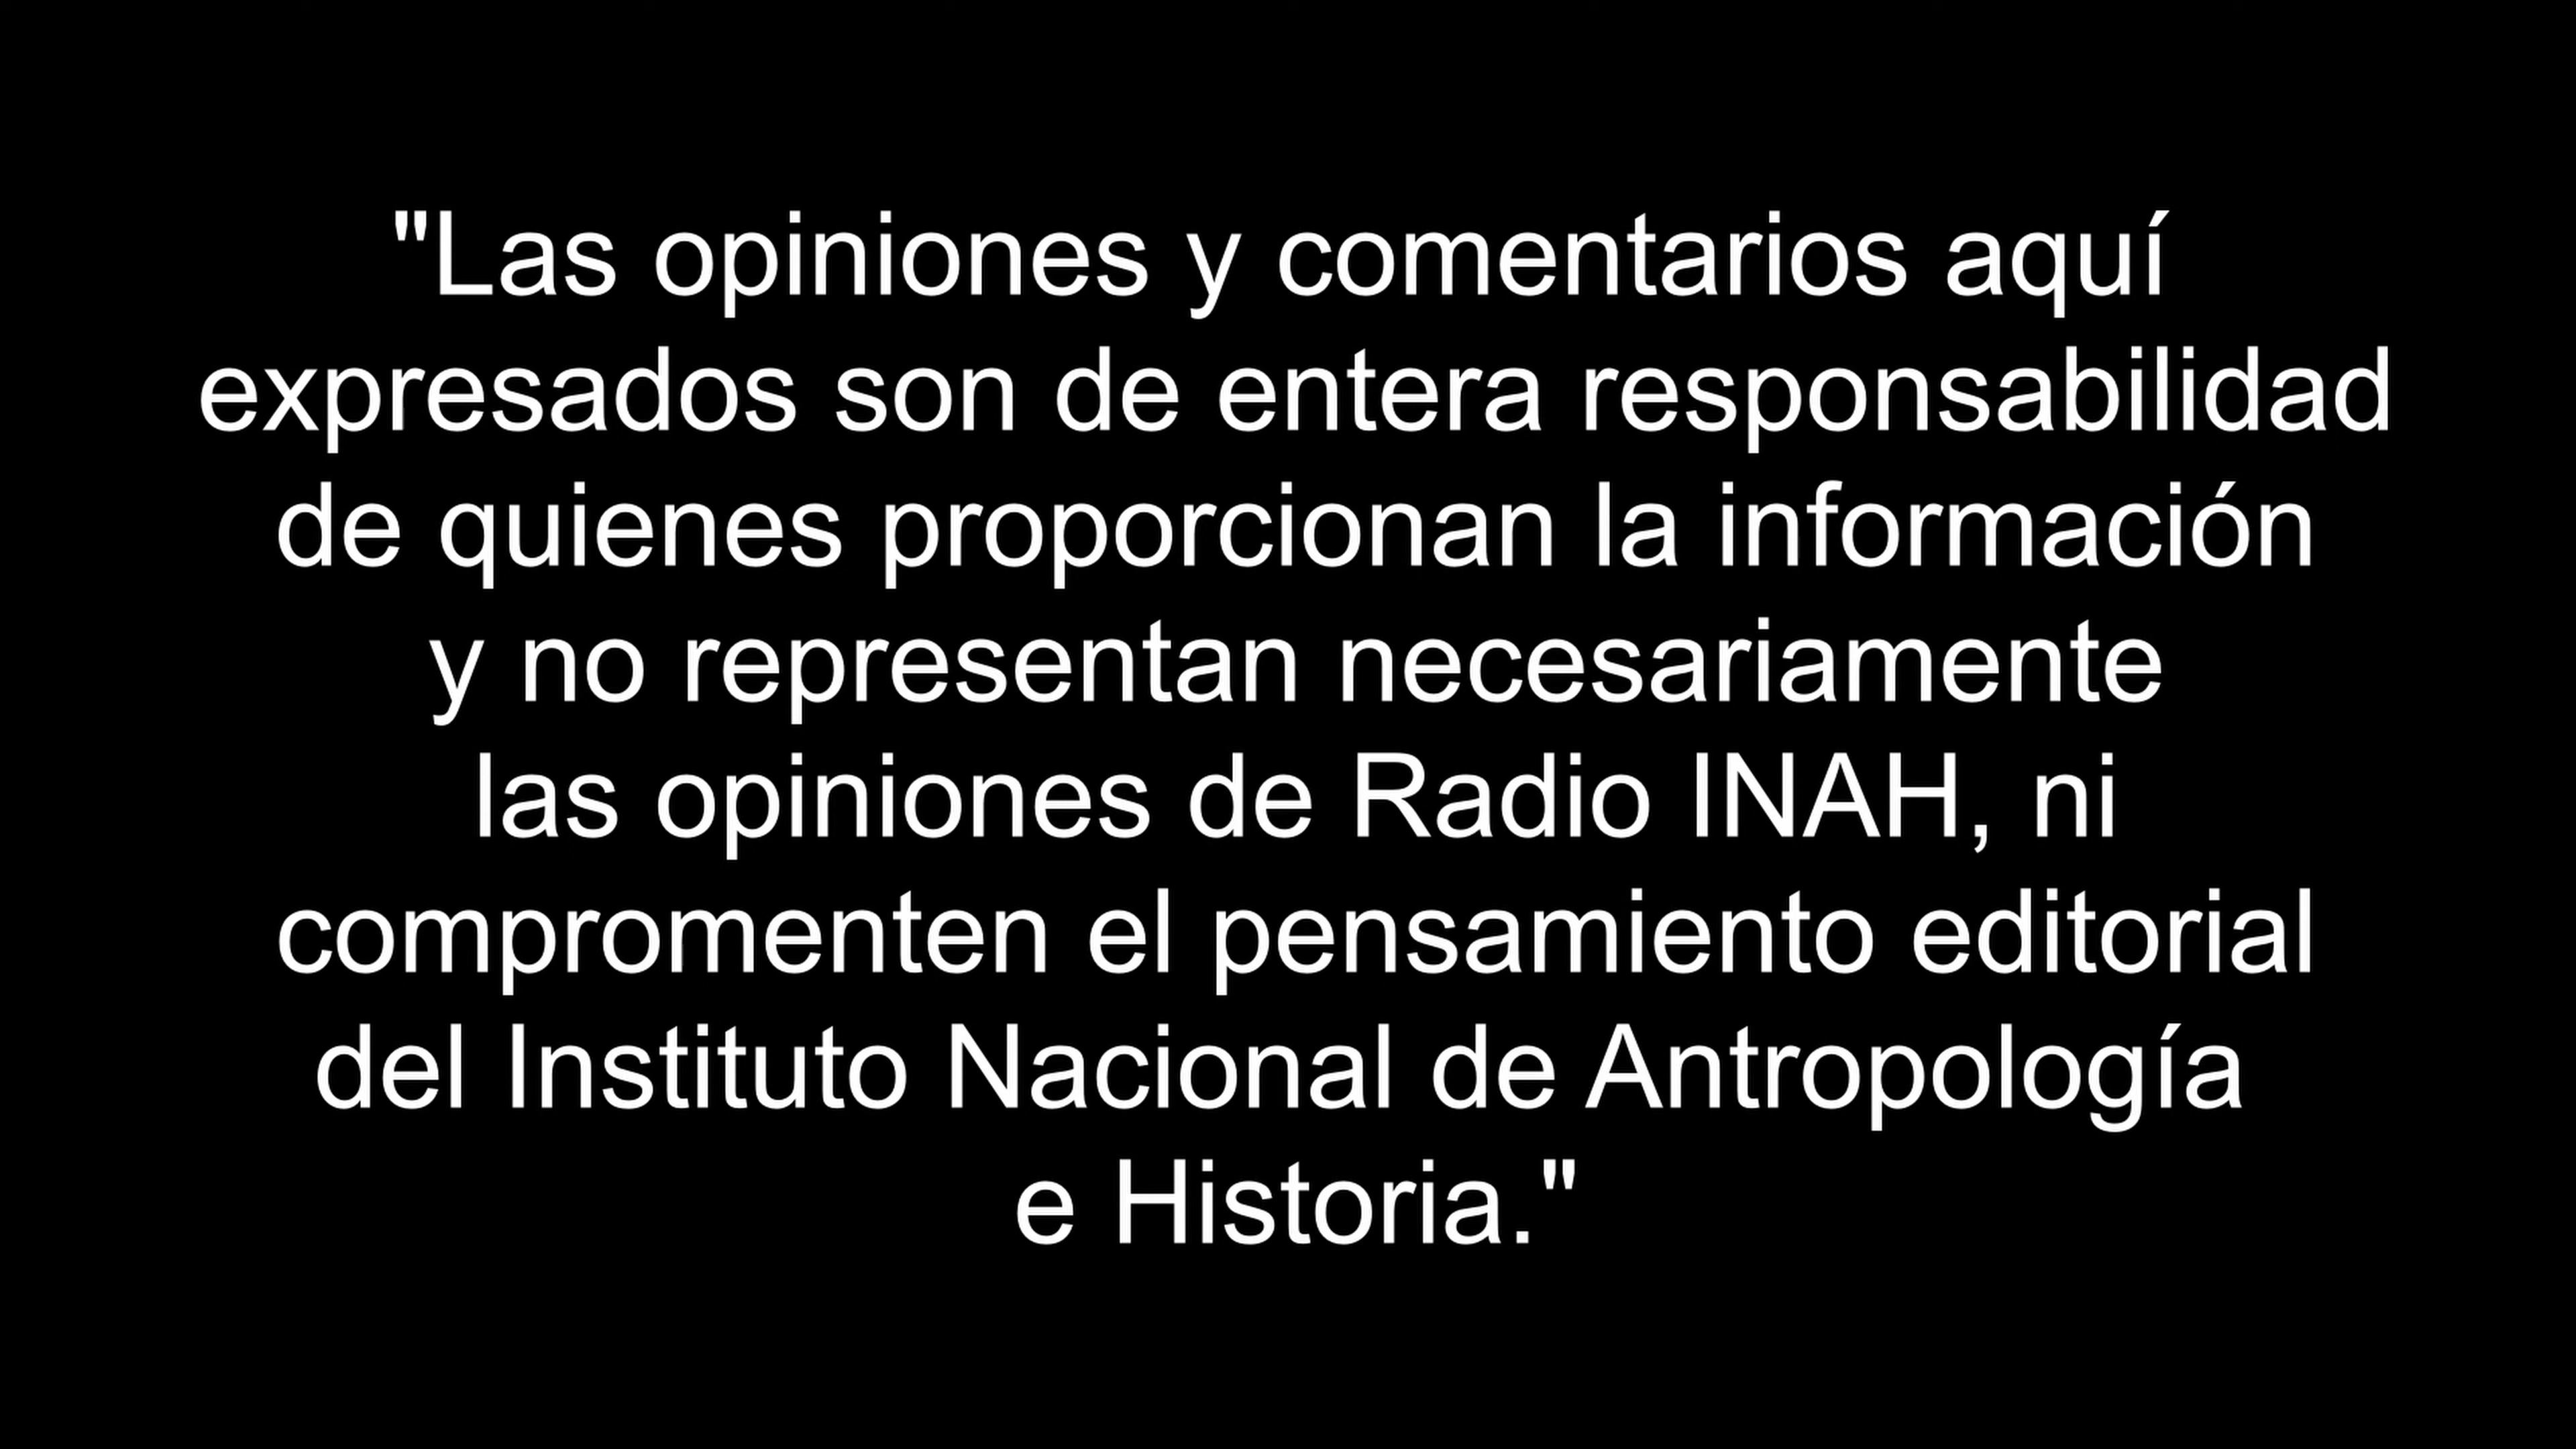 "Las opiniones y comentarios aquí
expresados son de entera responsabilidad
de quienes proporcionan la información
y no representan necesariamente
las opiniones de Radio INAH, ni
compromenten el pensamiento editorial
del Instituto Nacional de Antropología
e Historia."